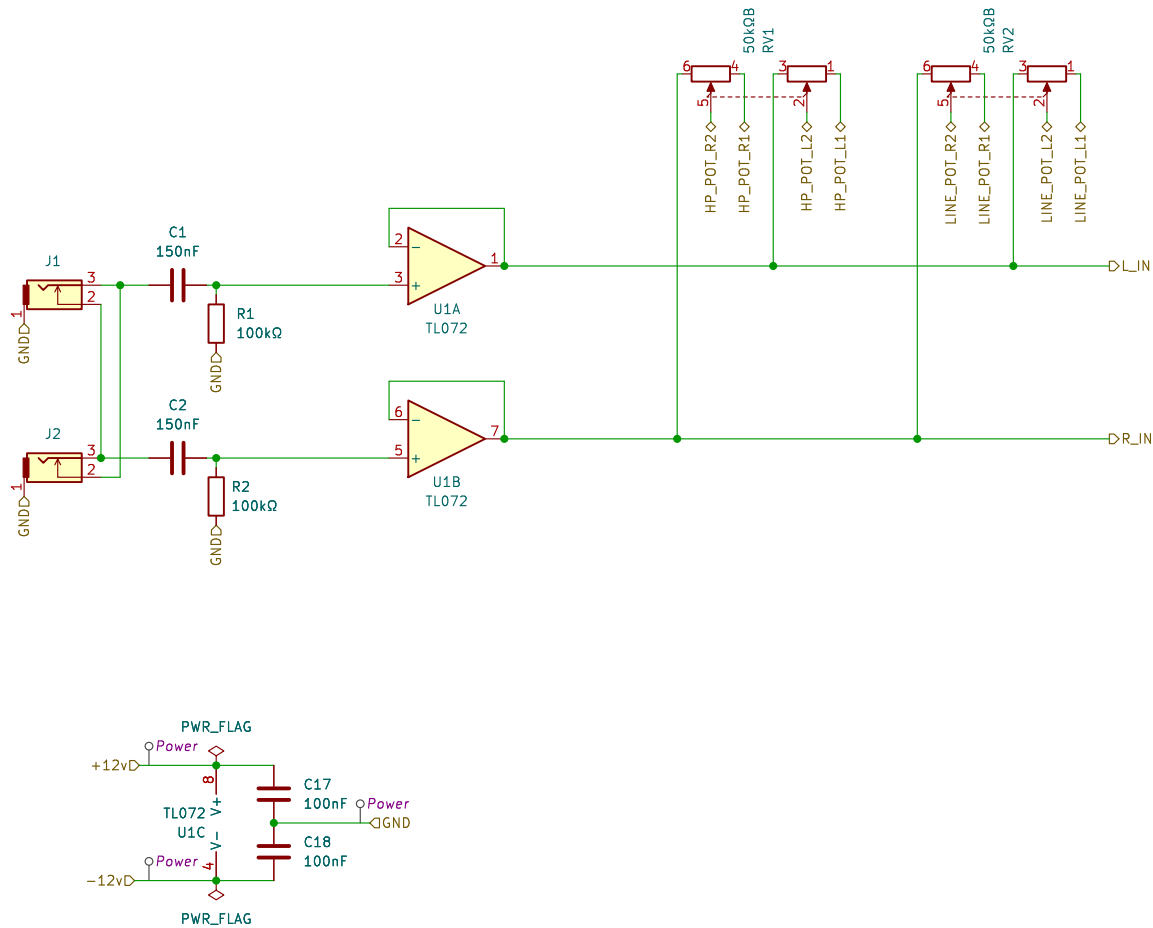 50kΩB
RV1
50kΩB
RV2
6
4
3
1
6
4
3
1
5
2
5
2
HP_POT_R2
HP_POT_R1
HP_POT_L2
HP_POT_L1
LINE_POT_R2
LINE_POT_R1
LINE_POT_L2
LINE_POT_L1
C1
150nF
J1
3
2
1
GND
R1
100kΩ
GND
2
−
3
+
1
U1A
TL072
L_IN
C2
150nF
J2
3
2
1
GND
R2
100kΩ
GND
6
−
5
+
7
U1B
TL072
R_IN
PWR_FLAG
Power
+12v
8
V+
TL072
U1C
V−
4
C17
100nF
Power
GND
C18
100nF
Power
−12v
PWR_FLAG